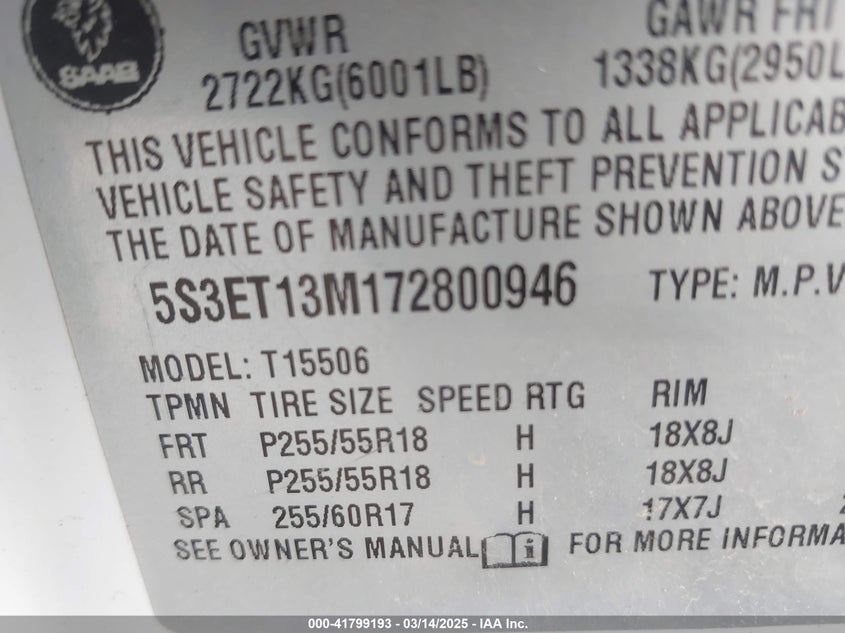 SAAB
GVWR GAWR FRT
2722KG(6001LB) 1338KG(2950L
THIS VEHICLE CONFORMS TO ALL APPLICAB
VEHICLE SAFETY AND THEFT PREVENTION S
THE DATE OF MANUFACTURE SHOWN ABOVE
5S3ET13M172800946 TYPE: M.P.V
MODEL: T15506
TPMN TIRE SIZE SPEED RTG RIM
FRT P255/55R18 H 18X8J
RR P255/55R18 H 18X8J
SPA 255/60R17 H 17X7J
SEE OWNER'S MANUAL FOR MORE INFORMA
000-41799193 - 03/14/2025 - IAA Inc.